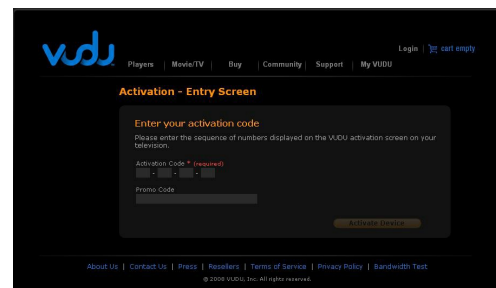 vudu
Login | cart empty
Players | Movie/TV | Buy | Community | Support | My VUDU
Activation - Entry Screen
Enter your activation code
Please enter the sequence of numbers displayed on the VUDU activation screen on your
television.
Activation Code * (required)
- - -
Promo Code
Activate Device
About Us | Contact Us | Press | Resellers | Terms of Service | Privacy Policy | Bandwidth Test
© 2008 VUDU, Inc. All rights reserved.